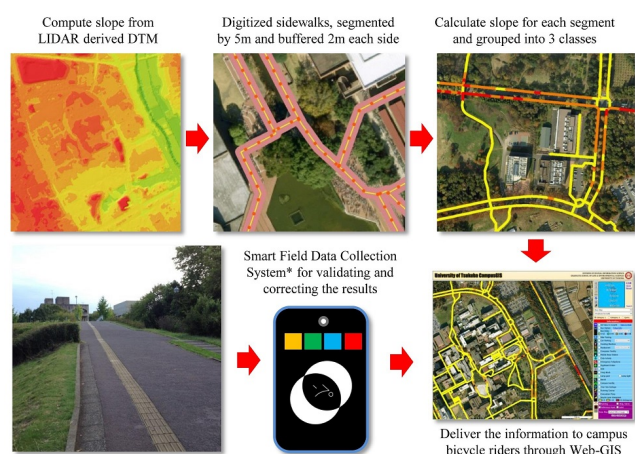 Compute slope from
LIDAR derived DTM
Digitized sidewalks, segmented
by 5m and buffered 2m each side
Calculate slope for each segment
and grouped into 3 classes
Smart Field Data Collection
System* for validating and
correcting the results
University of Tsukuba CampusGIS
Deliver the information to campus
bicycle riders through Web-GIS